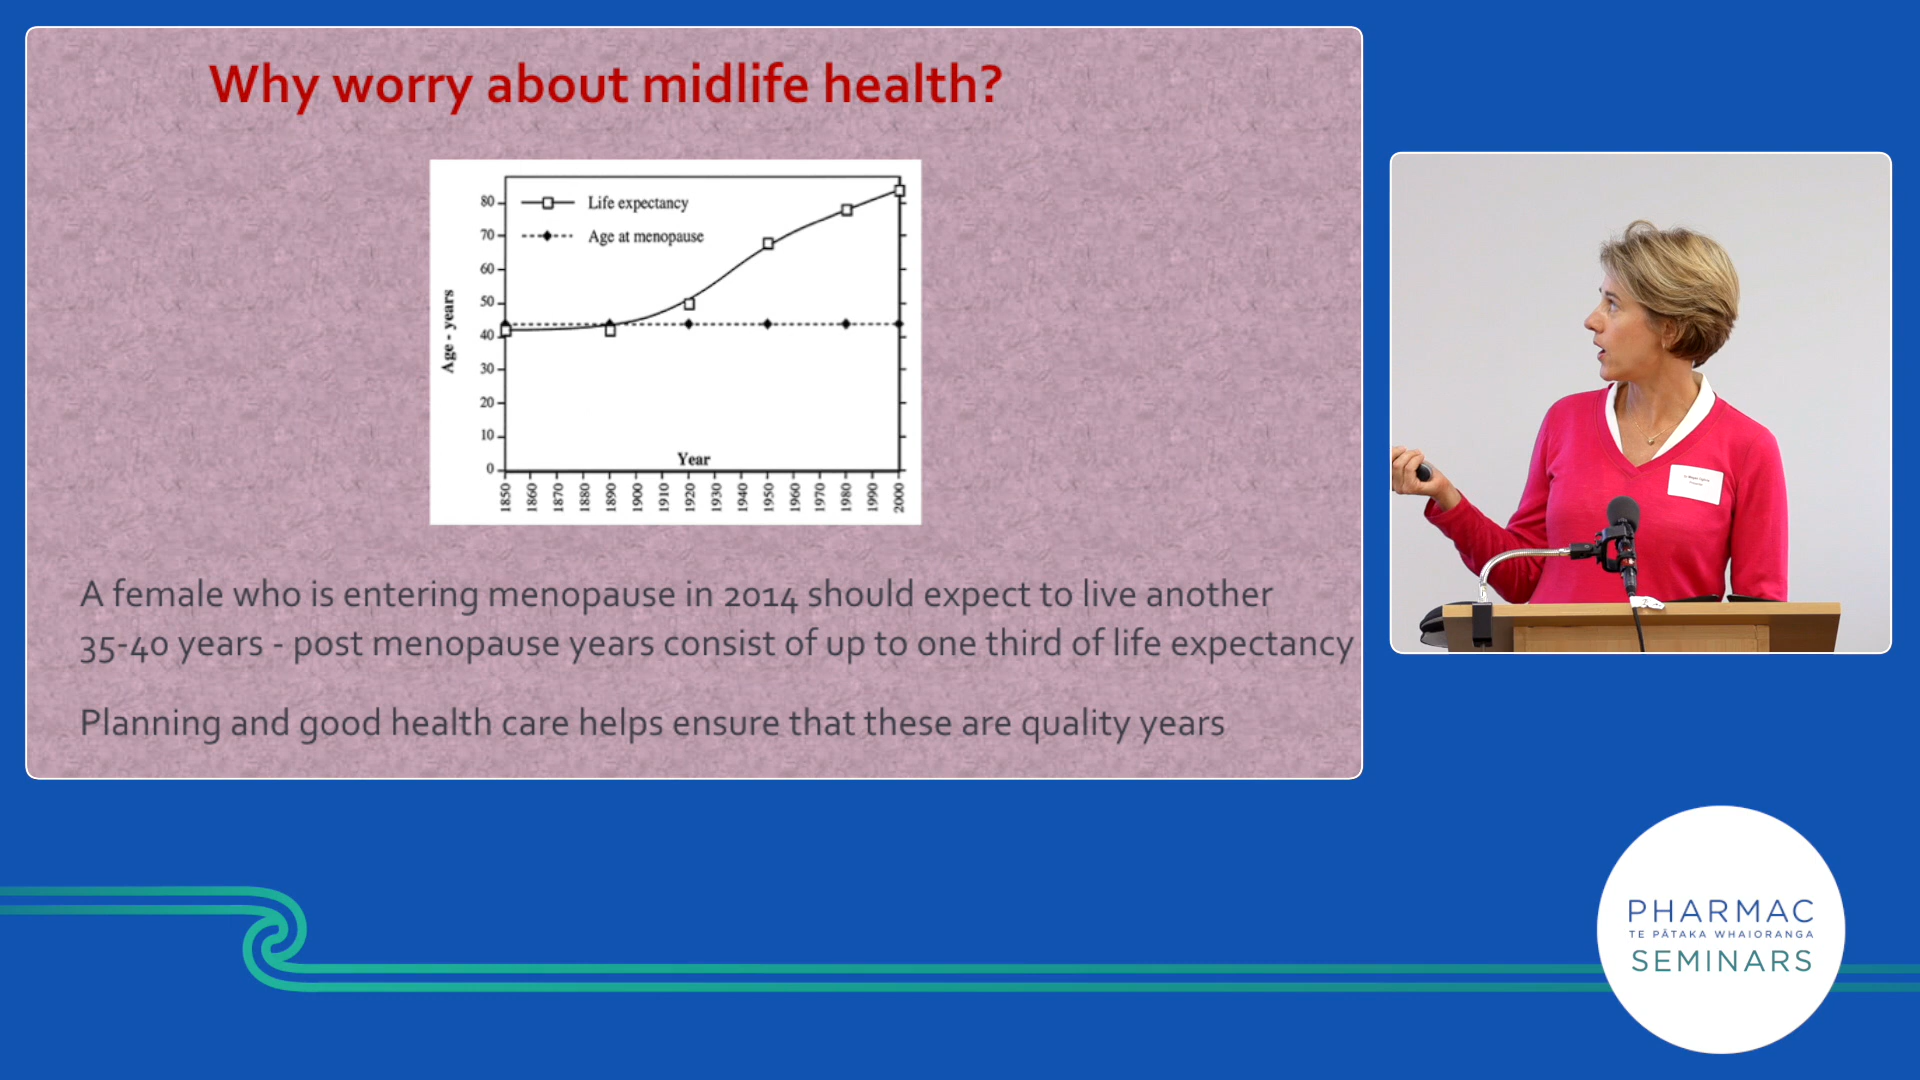 Why worry about midlife health?
Life expectancy
Age at menopause
80
70
60
50
40
30
20
10
0
Age - years
Year
1850 1860 1870 1880 1890 1900 1910 1920 1930 1940 1950 1960 1970 1980 1990 2000
A female who is entering menopause in 2014 should expect to live another
35-40 years - post menopause years consist of up to one third of life expectancy
Planning and good health care helps ensure that these are quality years
PHARMAC
TE PĀTAKA WHAIORANGA
SEMINARS